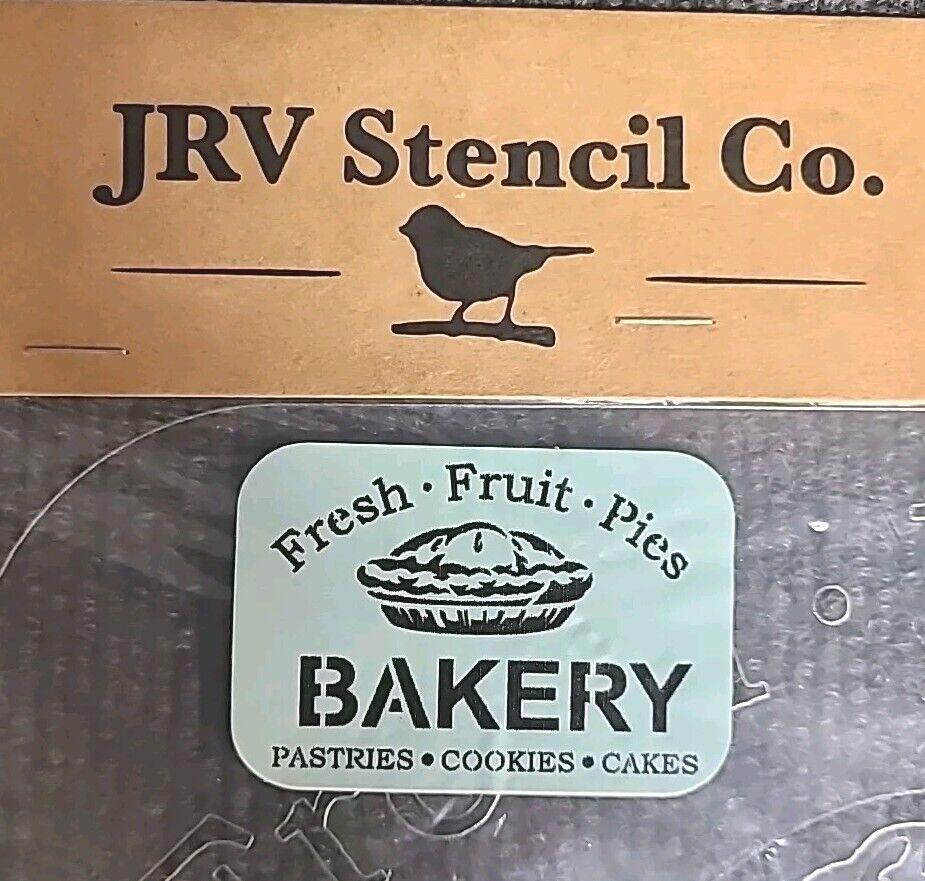 JRV Stencil Co.
Fresh · Fruit · Pies
BAKERY
PASTRIES • COOKIES • CAKES